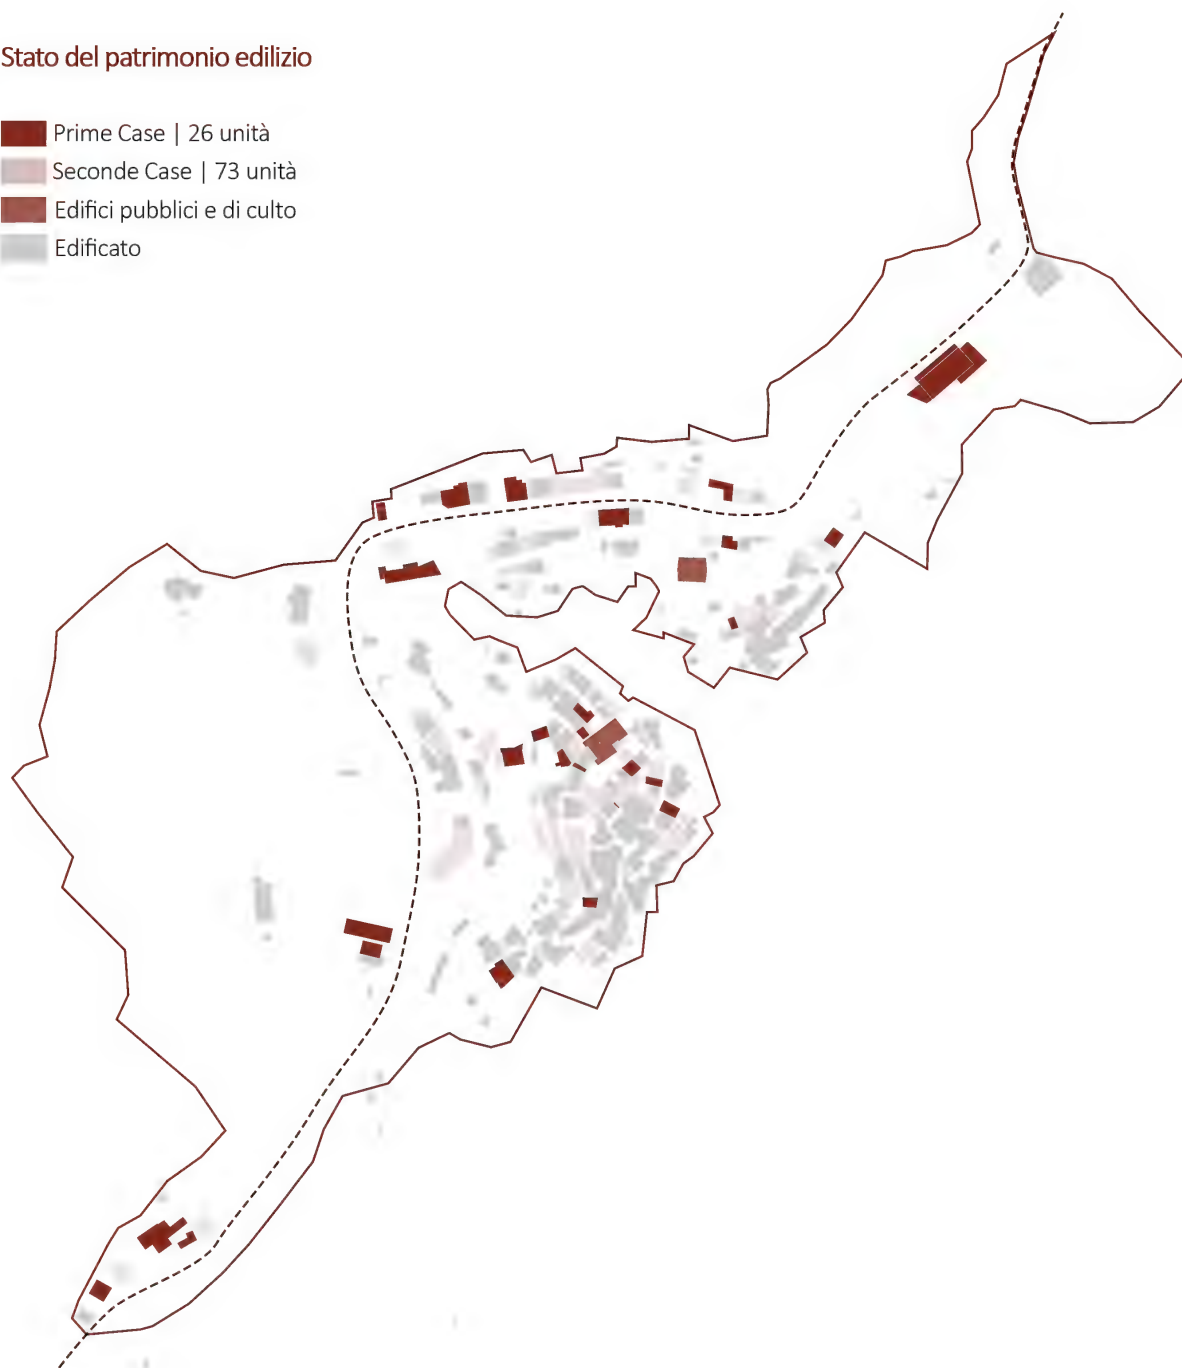 Stato del patrimonio edilizio
Prime Case | 26 unità
Seconde Case | 73 unità
Edifici pubblici e di culto
Edificato